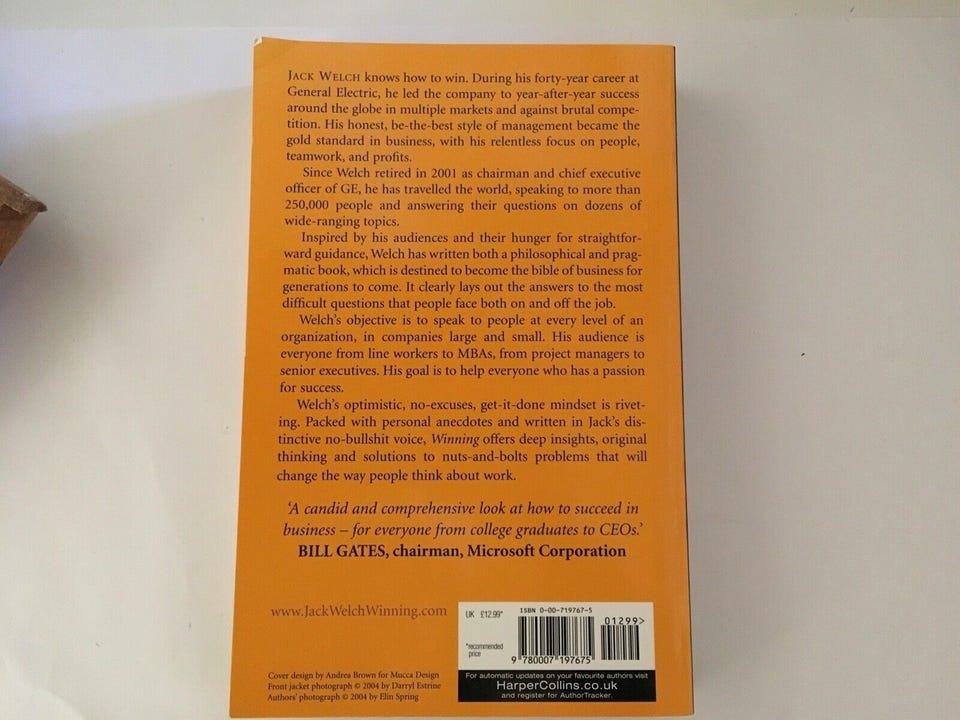 JACK WELCH knows how to win. During his forty-year career at
General Electric, he led the company to year-after-year success
around the globe in multiple markets and against brutal compe-
tition. His honest, be-the-best style of management became the
gold standard in business, with his relentless focus on people,
teamwork, and profits.
Since Welch retired in 2001 as chairman and chief executive
officer of GE, he has travelled the world, speaking to more than
250,000 people and answering their questions on dozens of
wide-ranging topics.
Inspired by his audiences and their hunger for straightfor-
ward guidance, Welch has written both a philosophical and prag-
matic book, which is destined to become the bible of business for
generations to come. It clearly lays out the answers to the most
difficult questions that people face both on and off the job.
Welch's objective is to speak to people at every level of an
organization, in companies large and small. His audience is
everyone from line workers to MBAs, from project managers to
senior executives. His goal is to help everyone who has a passion
for success.
Welch's optimistic, no-excuses, get-it-done mindset is rivet-
ing. Packed with personal anecdotes and written in Jack's dis-
tinctive no-bullshit voice, Winning offers deep insights, original
thinking and solutions to nuts-and-bolts problems that will
change the way people think about work.
'A candid and comprehensive look at how to succeed in
business – for everyone from college graduates to CEOs.'
BILL GATES, chairman, Microsoft Corporation
www.JackWelchWinning.com
UK £12.99*
*recommended
price
ISBN 0-00-719767-5
01299>
9 780007 197675
Cover design by Andrea Brown for Mucca Design
Front jacket photograph © 2004 by Darryl Estrine
Authors' photograph © 2004 by Elin Spring
For automatic updates on your favourite authors visit
HarperCollins.co.uk
and register for AuthorTracker.